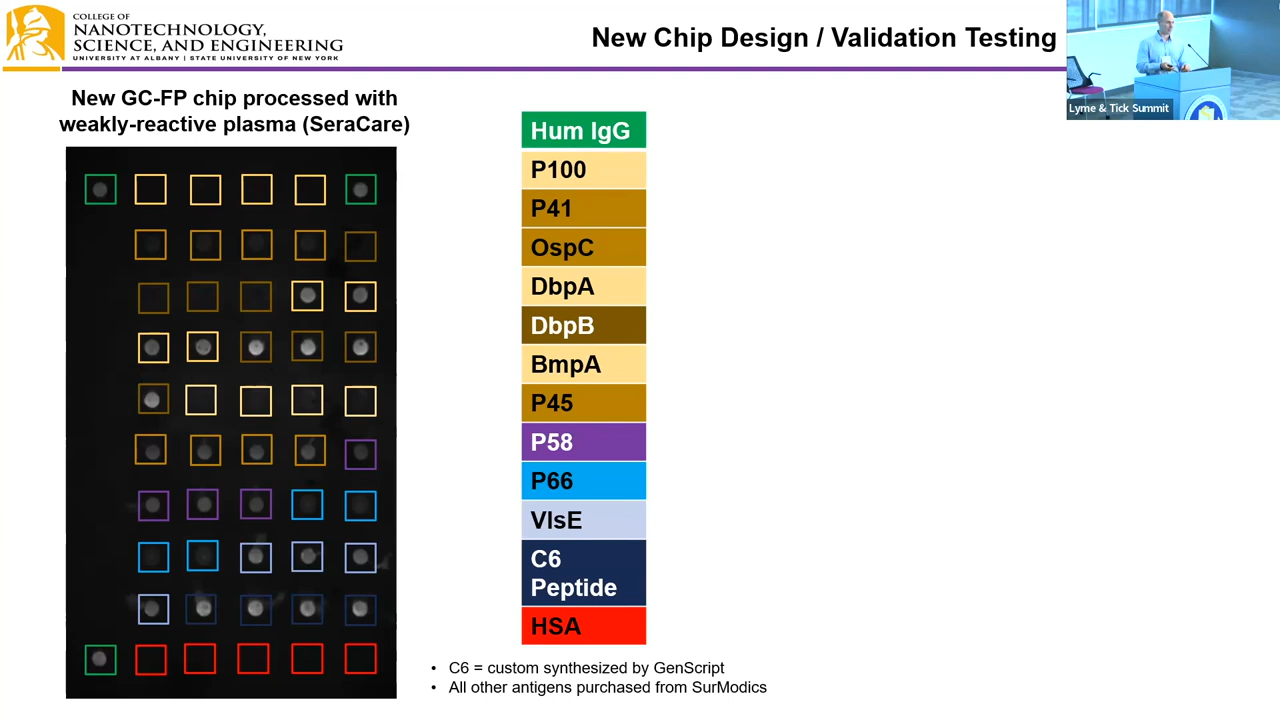 COLLEGE OF
NANOTECHNOLOGY,
SCIENCE, AND ENGINEERING
UNIVERSITY AT ALBANY | STATE UNIVERSITY OF NEW YORK
New Chip Design / Validation Testing
Lyme & Tick Summit
New GC-FP chip processed with
weakly-reactive plasma (SeraCare)
Hum IgG
P100
P41
OspC
DbpA
DbpB
BmpA
P45
P58
P66
VlsE
C6
Peptide
HSA
• C6 = custom synthesized by GenScript
• All other antigens purchased from SurModics